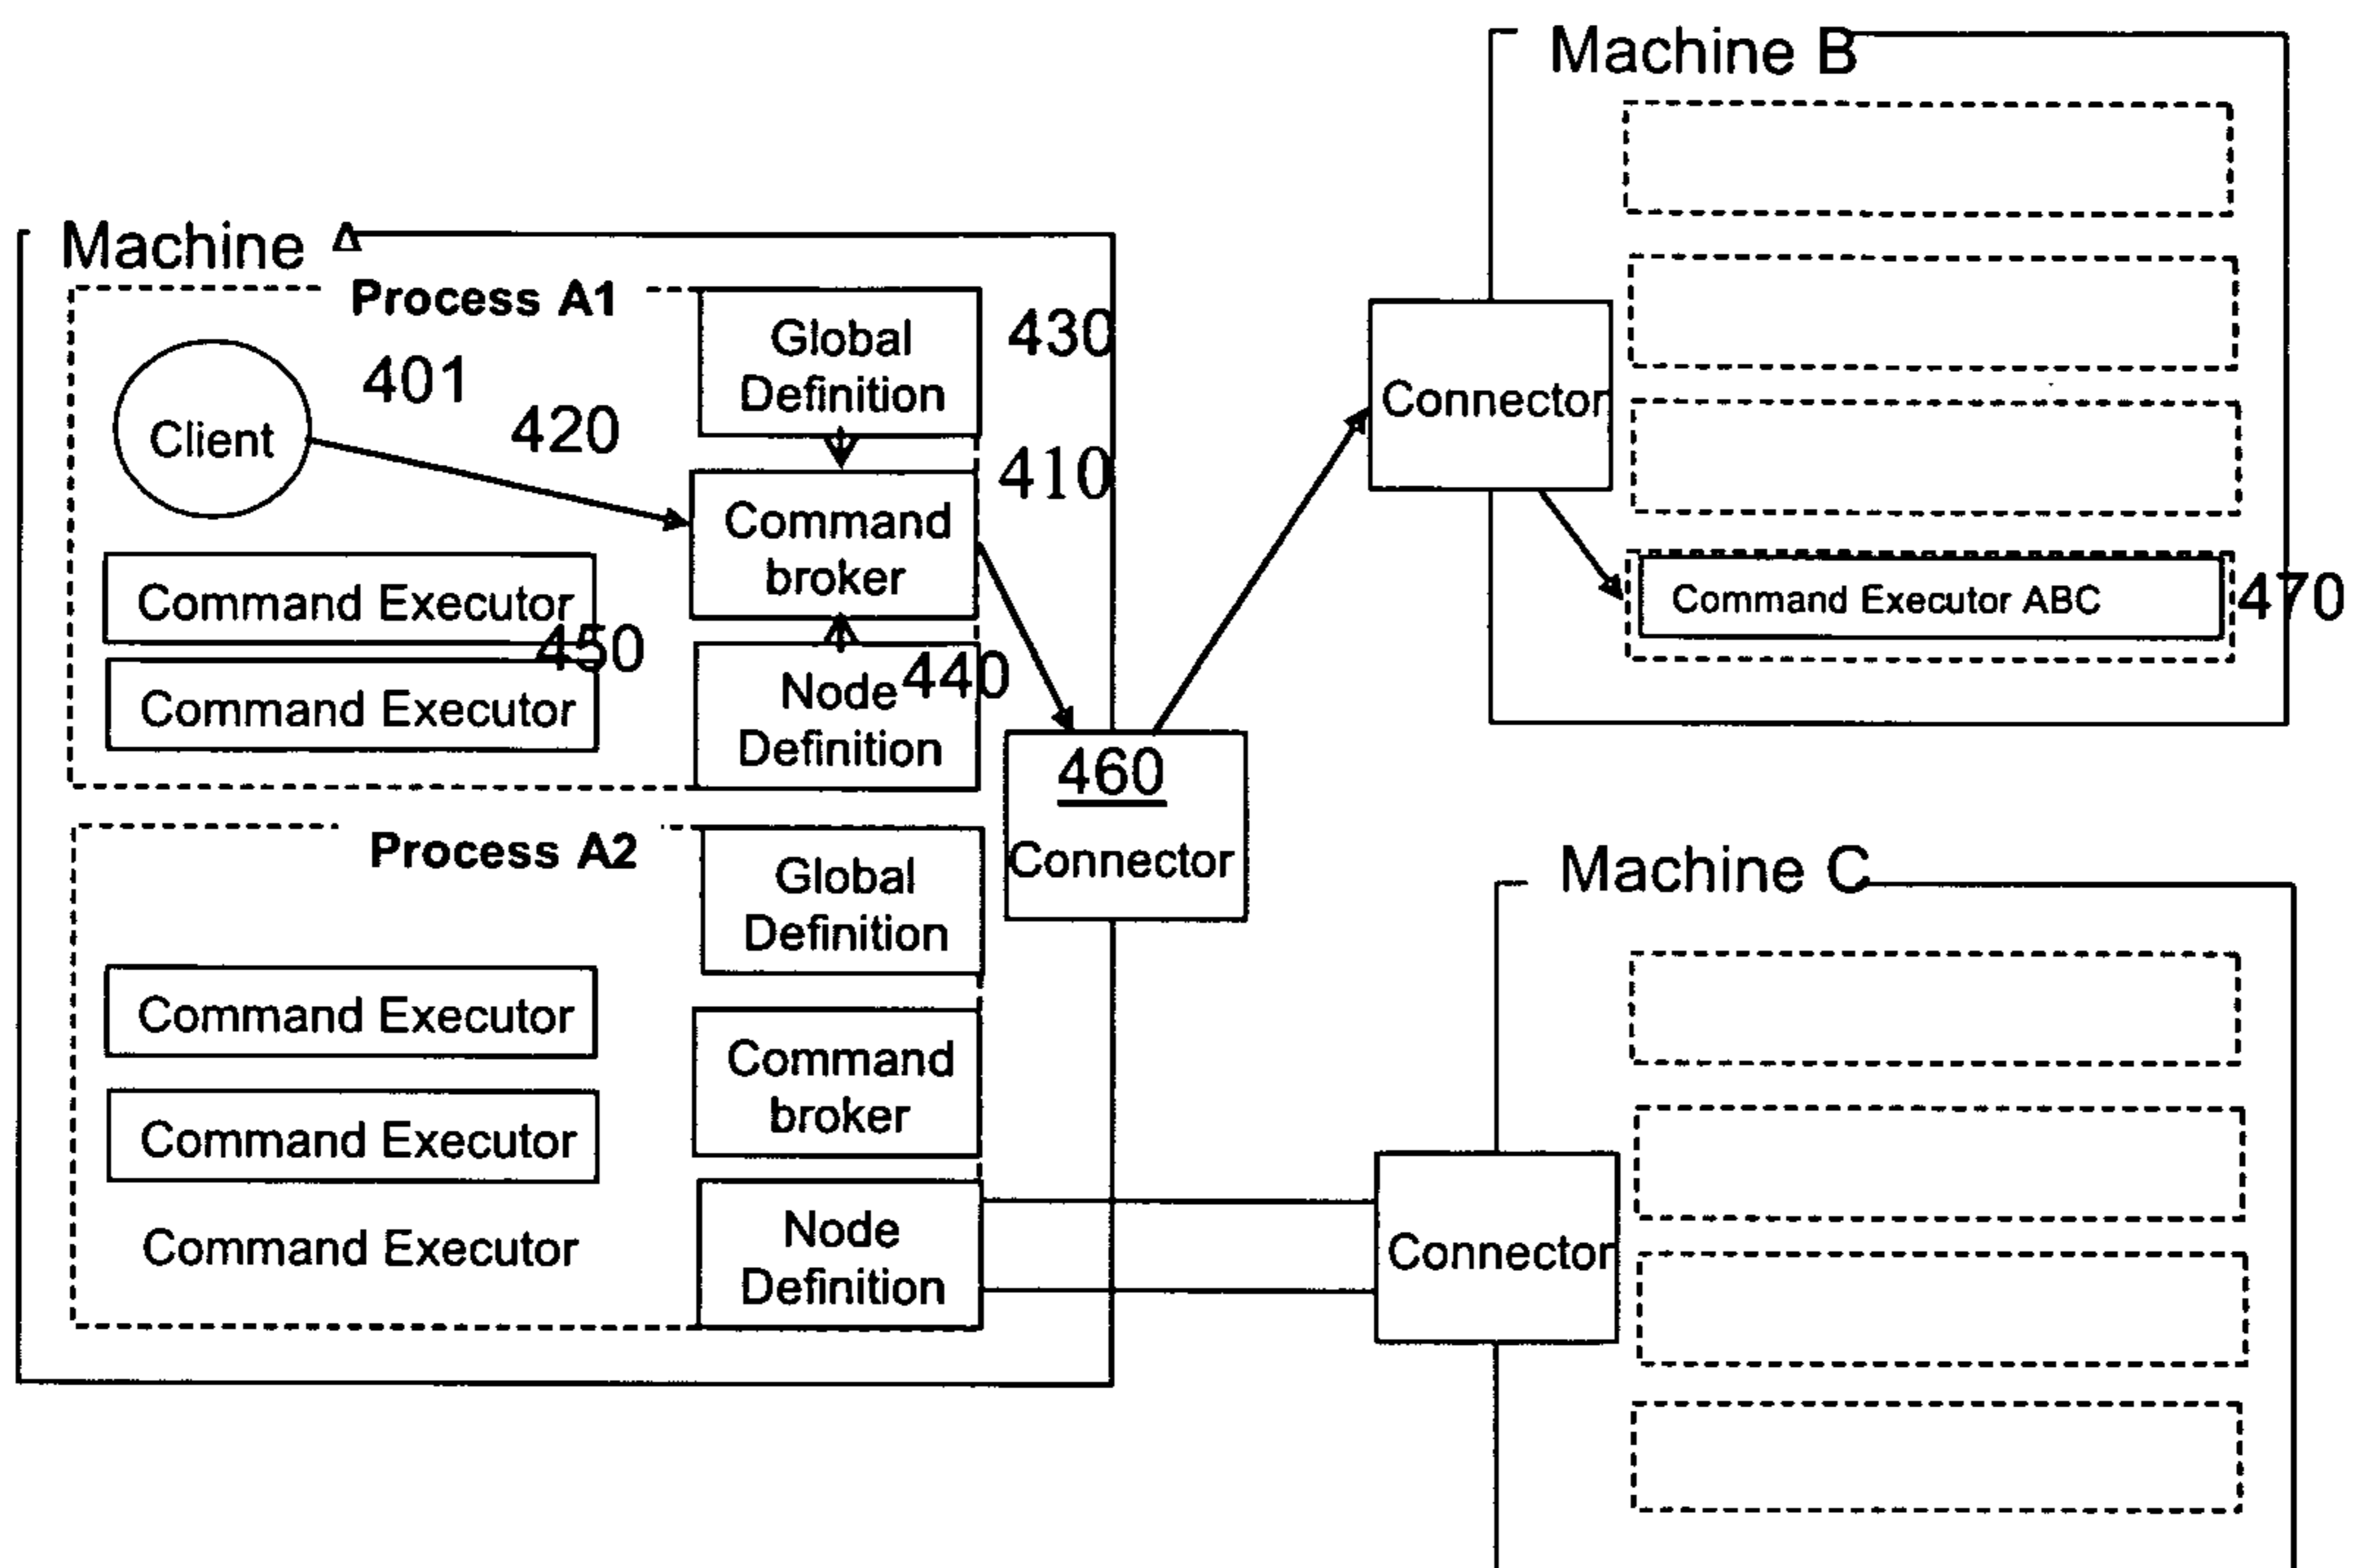 Machine B
Machine A
Process A1
Global
Definition
430
401
420
Client
410
Command
broker
Command Executor
450
Command Executor
440
Node
Definition
Connector
Command Executor ABC
470
460
Connector
Process A2
Global
Definition
Command Executor
Command
broker
Command Executor
Command Executor
Node
Definition
Machine C
Connector